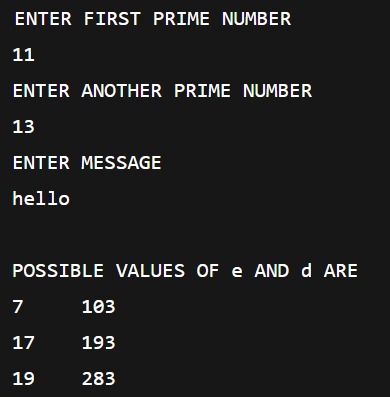 ENTER FIRST PRIME NUMBER
11
ENTER ANOTHER PRIME NUMBER
13
ENTER MESSAGE
hello
POSSIBLE VALUES OF e AND d ARE
7 103
17 193
19 283